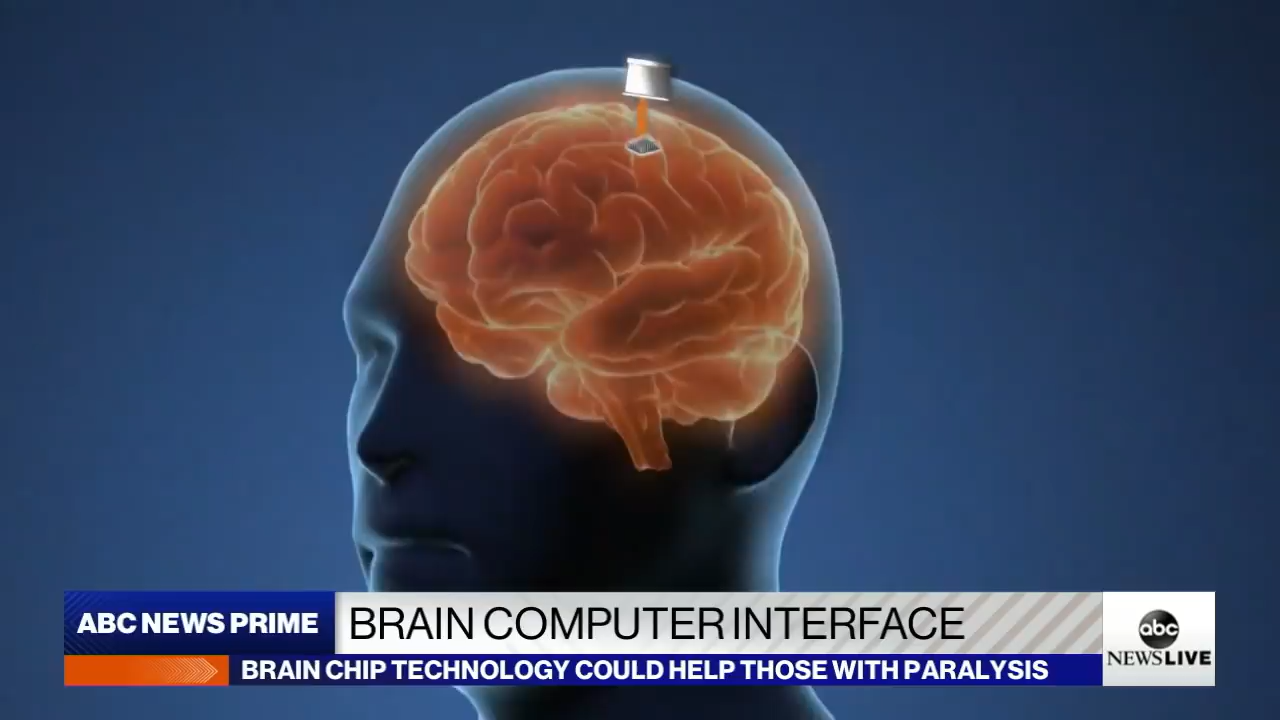 ABC NEWS PRIME
BRAIN COMPUTER INTERFACE
BRAIN CHIP TECHNOLOGY COULD HELP THOSE WITH PARALYSIS
abc
NEWSLIVE